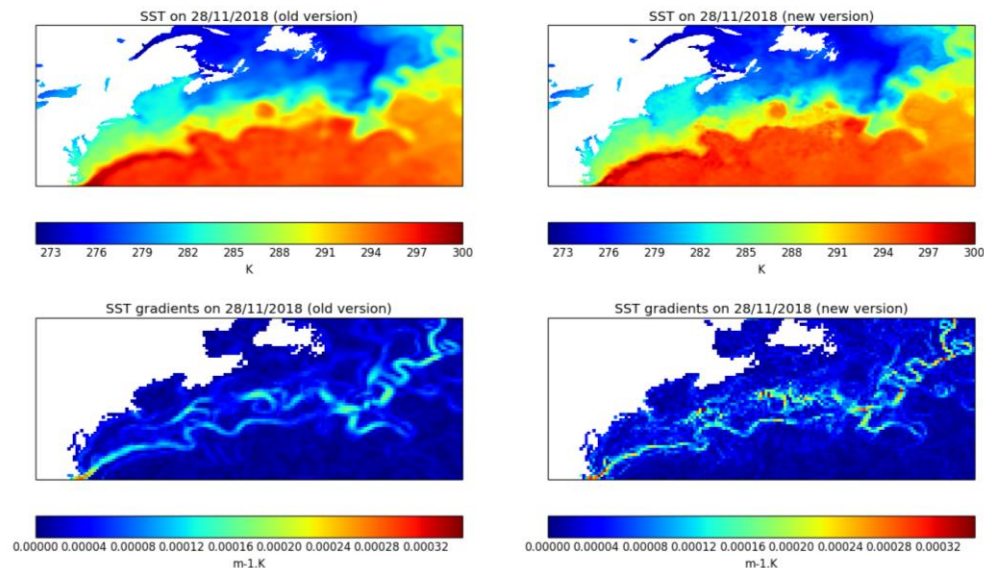 SST on 28/11/2018 (old version)
SST on 28/11/2018 (new version)
273 276 279 282 285 288 291 294 297 300
K
273 276 279 282 285 288 291 294 297 300
K
SST gradients on 28/11/2018 (old version)
SST gradients on 28/11/2018 (new version)
0.00000 0.00004 0.00008 0.00012 0.00016 0.00020 0.00024 0.00028 0.00032
m-1.K
0.00000 0.00004 0.00008 0.00012 0.00016 0.00020 0.00024 0.00028 0.00032
m-1.K